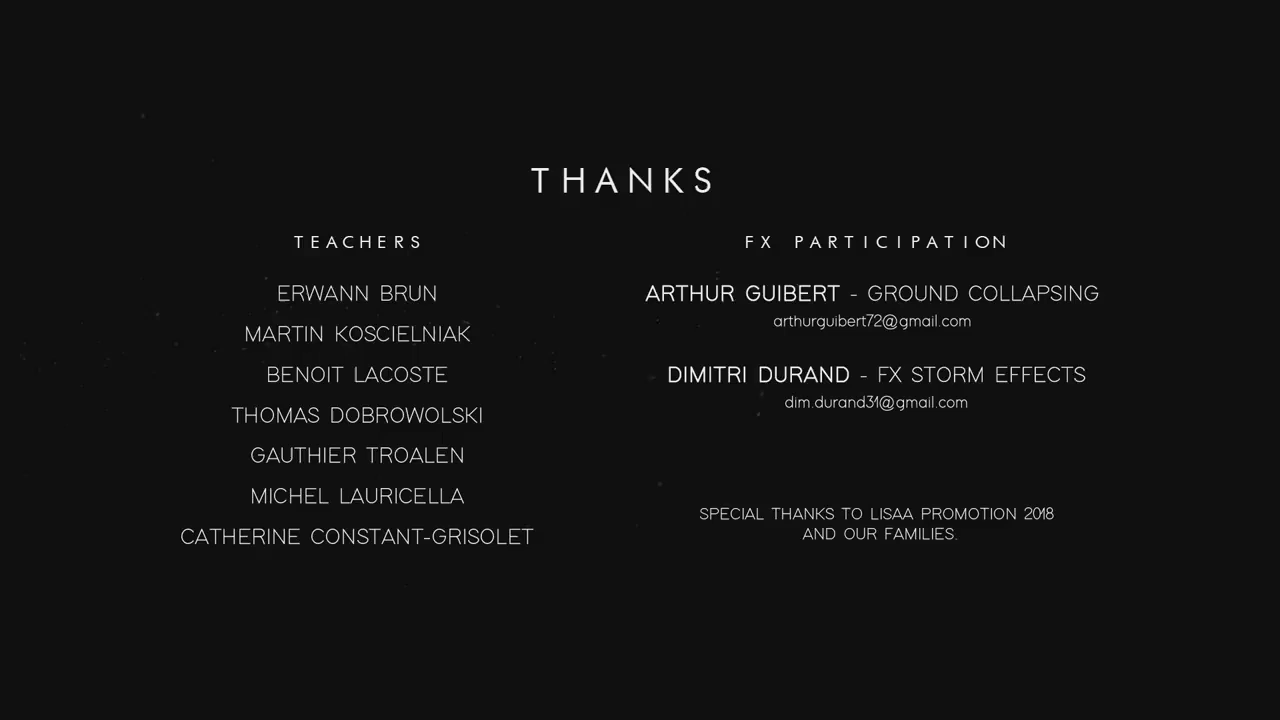 THANKS
TEACHERS
ERWANN BRUN
MARTIN KOSCIELNIAK
BENOIT LACOSTE
THOMAS DOBROWOLSKI
GAUTHIER TROALEN
MICHEL LAURICELLA
CATHERINE CONSTANT-GRISOLET
FX PARTICIPATION
ARTHUR GUIBERT - GROUND COLLAPSING
arthurguibert72@gmail.com
DIMITRI DURAND - FX STORM EFFECTS
dim.durand31@gmail.com
SPECIAL THANKS TO LISAA PROMOTION 2018
AND OUR FAMILIES.